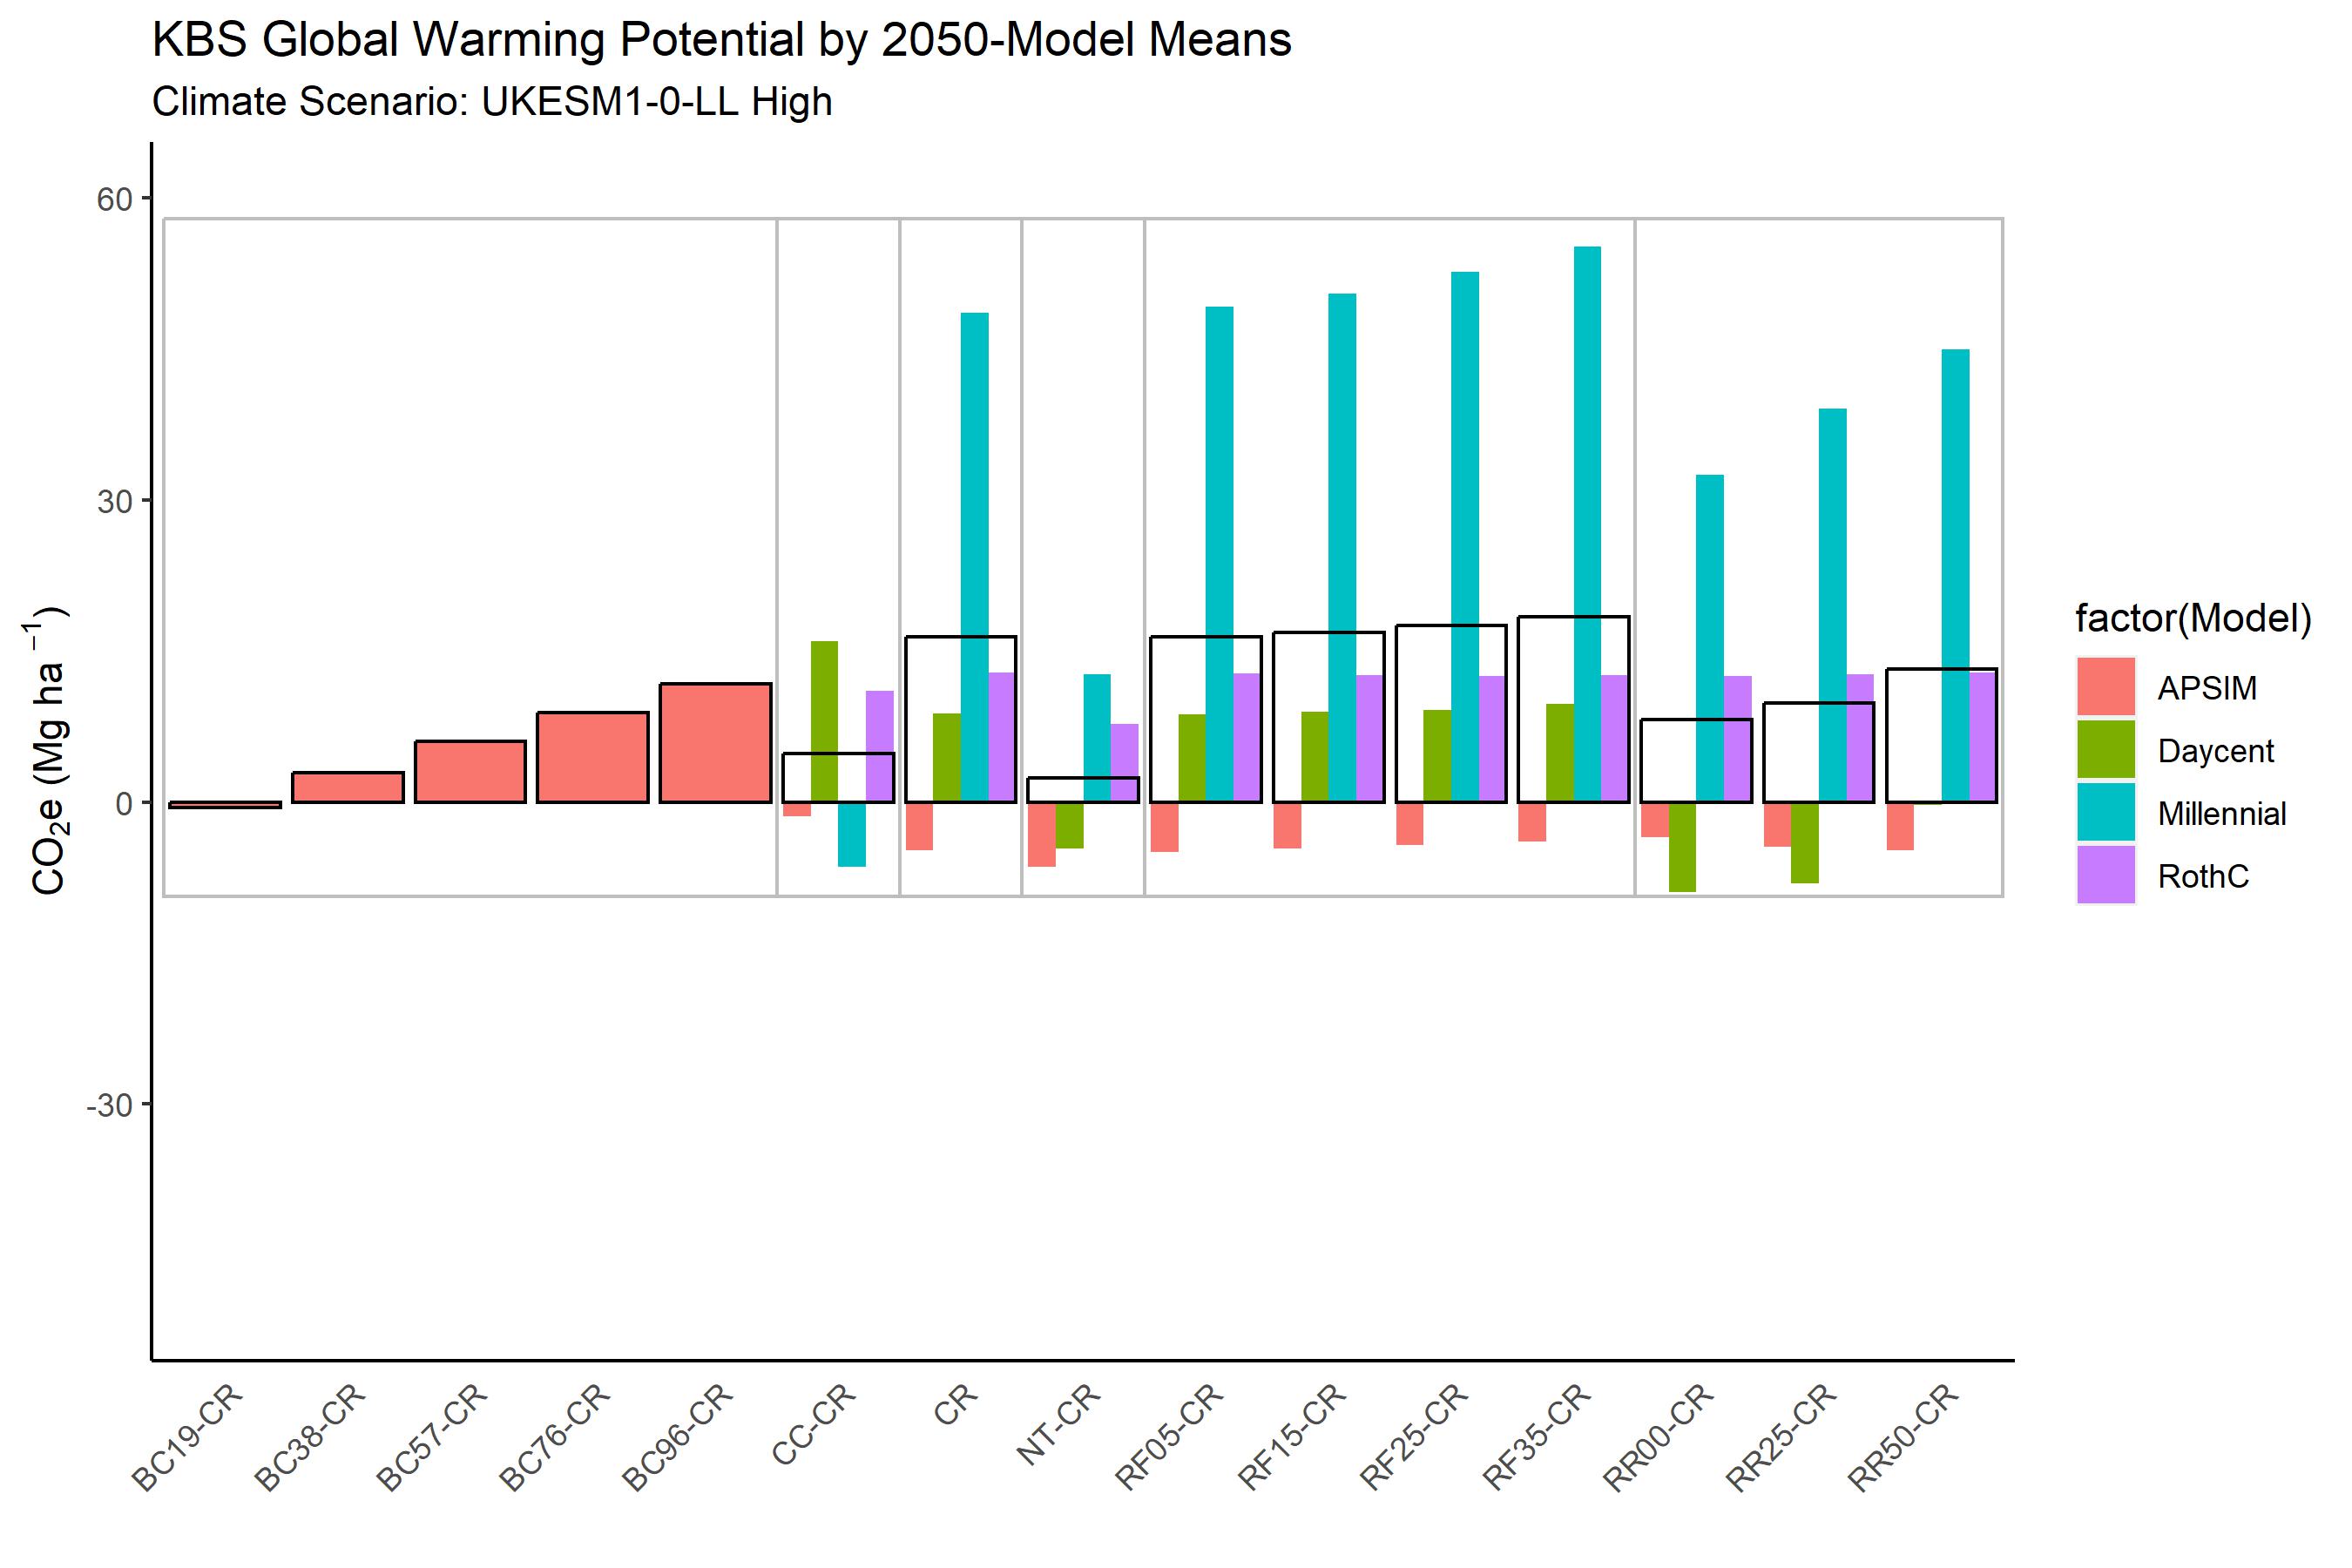 KBS Global Warming Potential by 2050-Model Means
Climate Scenario: UKESM1-0-LL High
CO₂e (Mg ha ⁻¹)
60
30
0
-30
BC19-CR
BC38-CR
BC57-CR
BC76-CR
BC96-CR
CC-CR
CR
NT-CR
RF05-CR
RF15-CR
RF25-CR
RF35-CR
RR00-CR
RR25-CR
RR50-CR
factor(Model)
APSIM
Daycent
Millennial
RothC